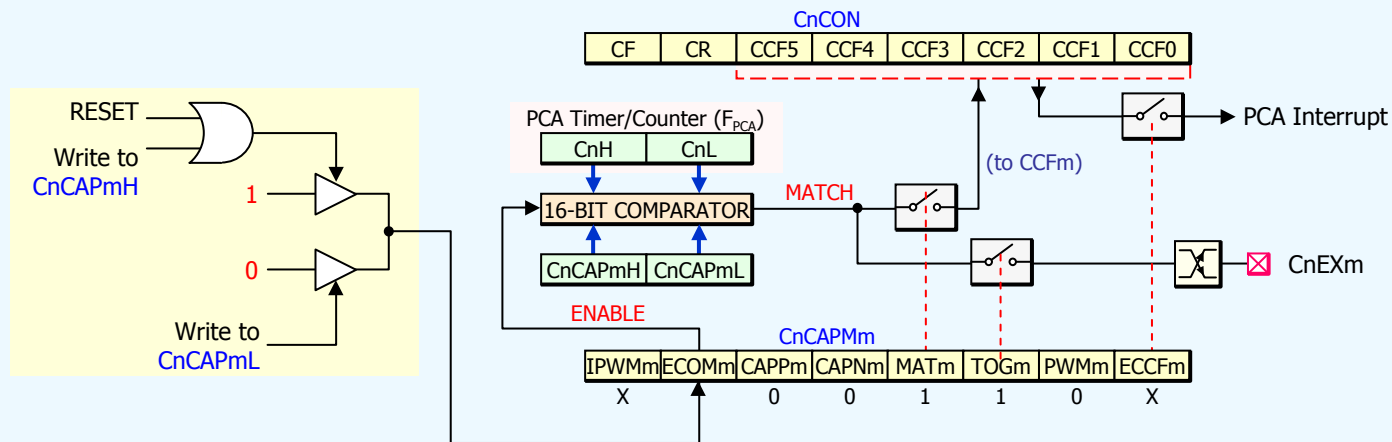 CnCON
CF CR CCF5 CCF4 CCF3 CCF2 CCF1 CCF0
RESET
Write to
CnCAPmH
1
0
Write to
CnCAPmL
PCA Timer/Counter (FPCA)
CnH CnL
16-BIT COMPARATOR
CnCAPmH CnCAPmL
MATCH
(to CCFm)
PCA Interrupt
CnEXm
ENABLE
CnCAPMm
IPWMm ECOMm CAPPm CAPNm MATm TOGm PWMm ECCFm
X 0 0 1 1 0 X